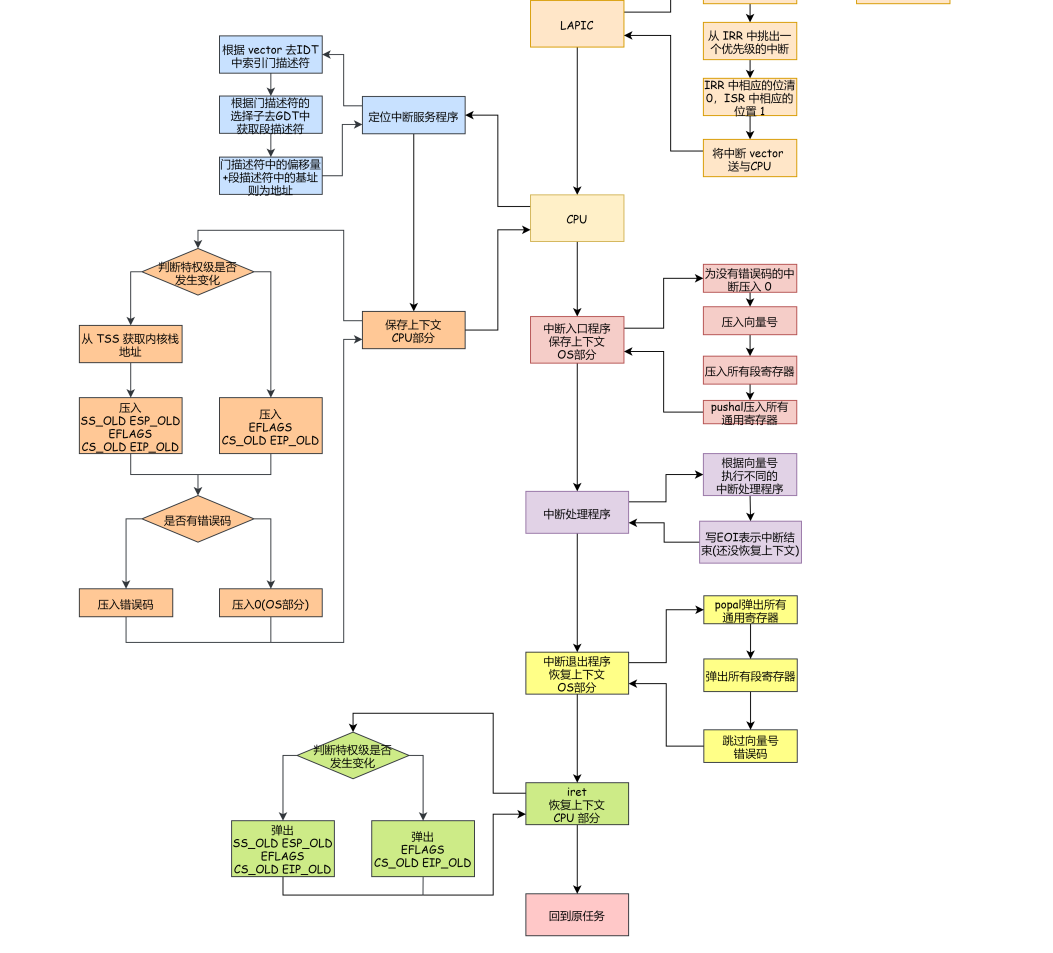 LAPIC
从 IRR 中挑出一
个优先级的中断
IRR 中相应的位清
0，ISR 中相应的
位置 1
将中断 vector
送与CPU
根据 vector 去IDT
中索引门描述符
根据门描述符的
选择子去GDT中
获取段描述符
门描述符中的偏移量
+段描述符中的基址
则为地址
定位中断服务程序
CPU
判断特权级是否
发生变化
从 TSS 获取内核栈
地址
保存上下文
CPU部分
压入
SS_OLD ESP_OLD
EFLAGS
CS_OLD EIP_OLD
压入
EFLAGS
CS_OLD EIP_OLD
是否有错误码
压入错误码
压入0(OS部分)
中断入口程序
保存上下文
OS部分
为没有错误码的中
断压入 0
压入向量号
压入所有段寄存器
pushal压入所有
通用寄存器
中断处理程序
根据向量号
执行不同的
中断处理程序
写EOI表示中断结
束(还没恢复上下文)
中断退出程序
恢复上下文
OS部分
popal弹出所有
通用寄存器
弹出所有段寄存器
跳过向量号
错误码
判断特权级是否
发生变化
iret
恢复上下文
CPU 部分
弹出
SS_OLD ESP_OLD
EFLAGS
CS_OLD EIP_OLD
弹出
EFLAGS
CS_OLD EIP_OLD
回到原任务